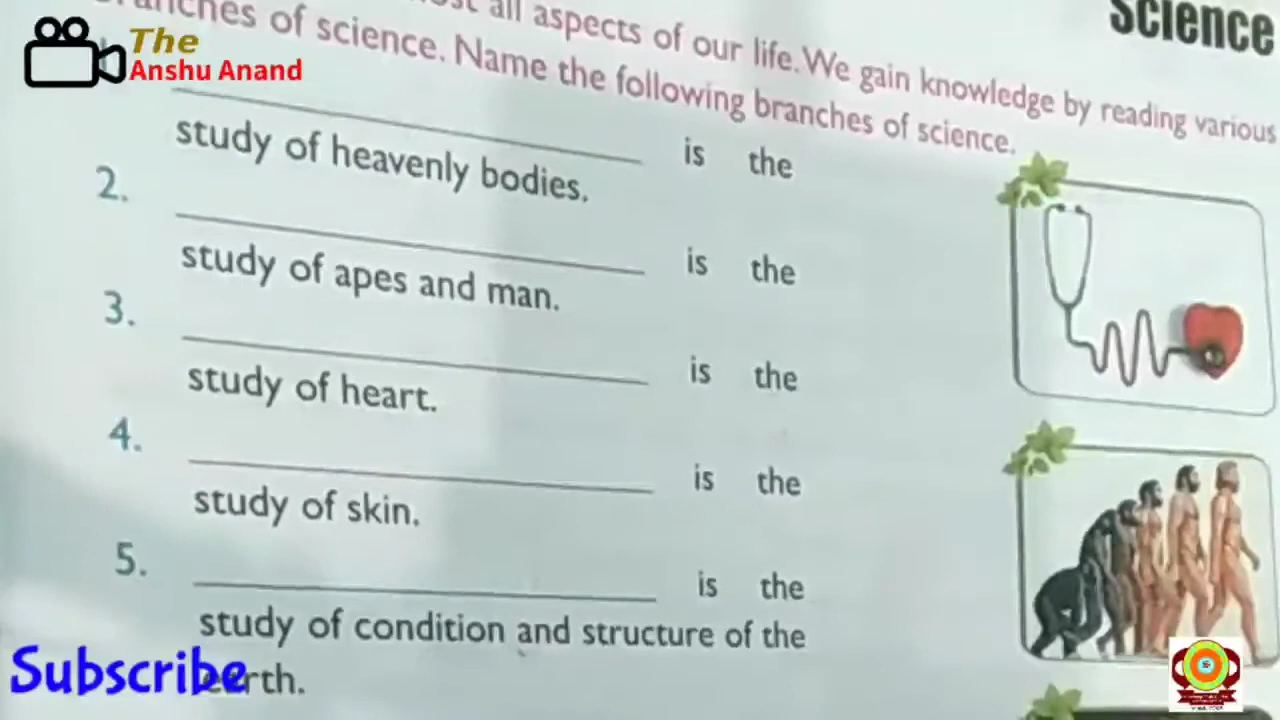 Science
all aspects of our life. We gain knowledge by reading various
branches of science. Name the following branches of science.
The
Anshu Anand
is the
study of heavenly bodies.
2. is the
study of apes and man.
3. is the
study of heart.
4. is the
study of skin.
5. is the
study of condition and structure of the
earth.
Subscribe